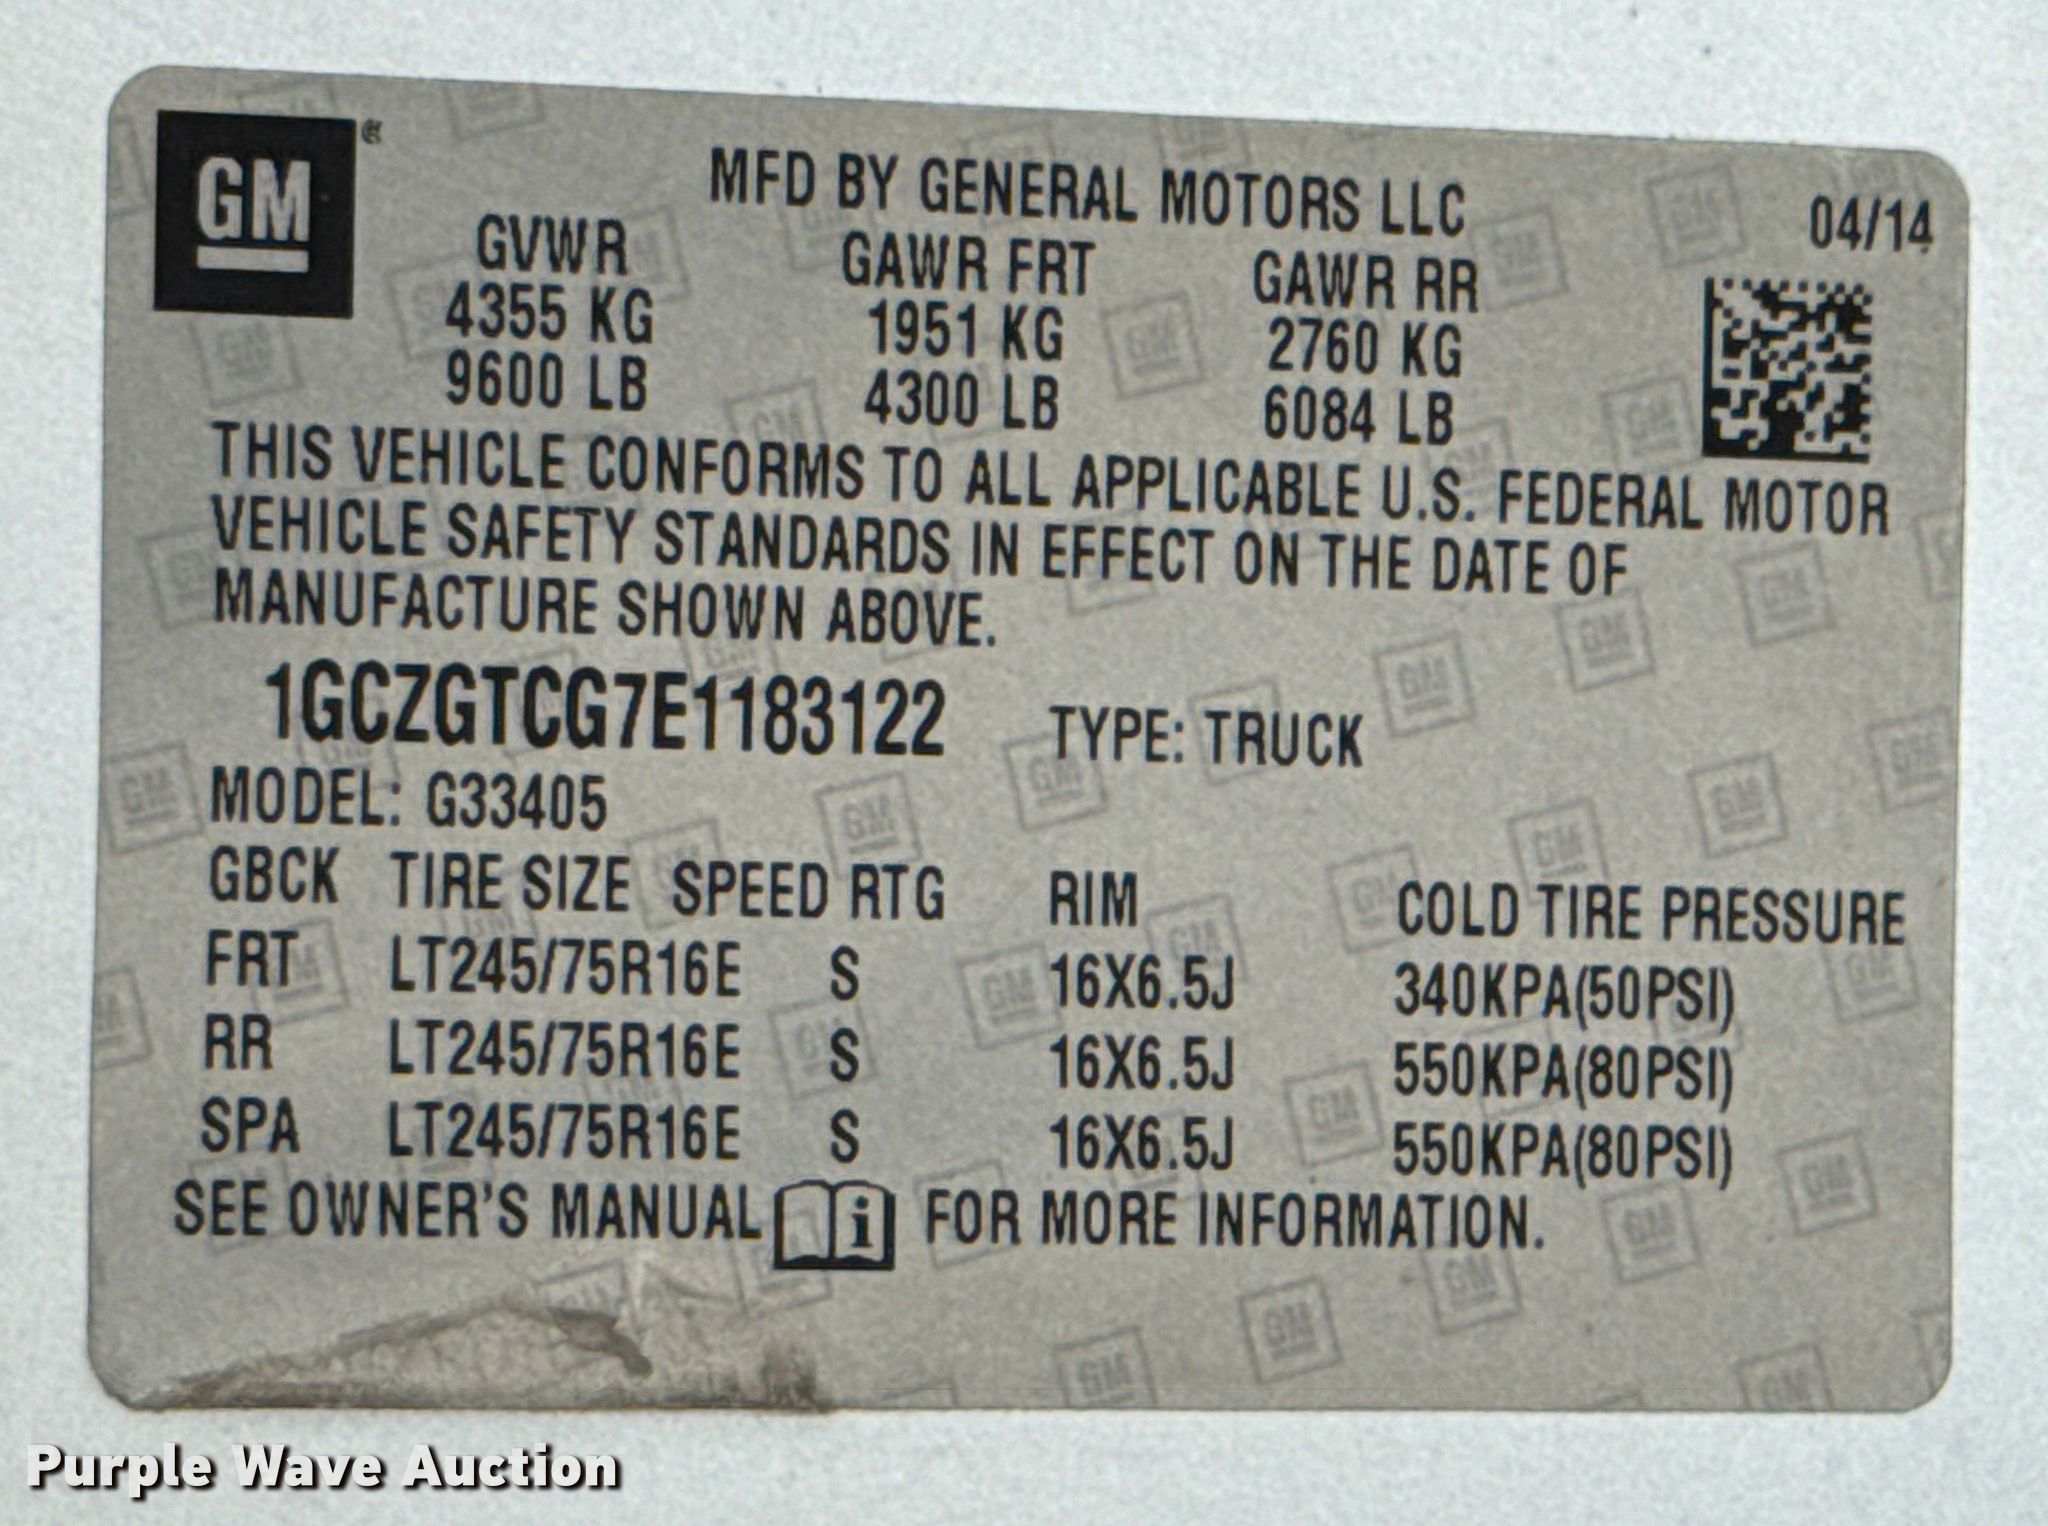 GM
MFD BY GENERAL MOTORS LLC
04/14
GVWR GAWR FRT GAWR RR
4355 KG 1951 KG 2760 KG
9600 LB 4300 LB 6084 LB
THIS VEHICLE CONFORMS TO ALL APPLICABLE U.S. FEDERAL MOTOR
VEHICLE SAFETY STANDARDS IN EFFECT ON THE DATE OF
MANUFACTURE SHOWN ABOVE.
1GCZGTCG7E1183122 TYPE: TRUCK
MODEL: G33405
GBCK TIRE SIZE SPEED RTG RIM COLD TIRE PRESSURE
FRT LT245/75R16E S 16X6.5J 340KPA(50PSI)
RR LT245/75R16E S 16X6.5J 550KPA(80PSI)
SPA LT245/75R16E S 16X6.5J 550KPA(80PSI)
SEE OWNER'S MANUAL i FOR MORE INFORMATION.
Purple Wave Auction